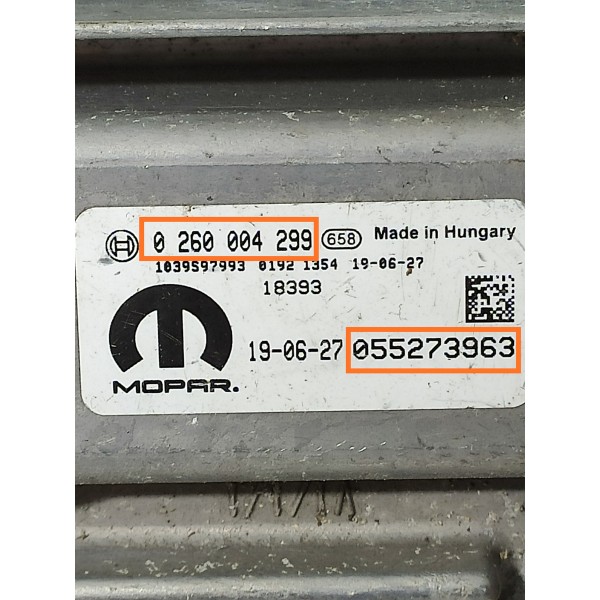 0 260 004 299 658 Made in Hungary
1039S97993 0192 1354 19-06-27
18393
19-06-27 055273963
MOPAR.